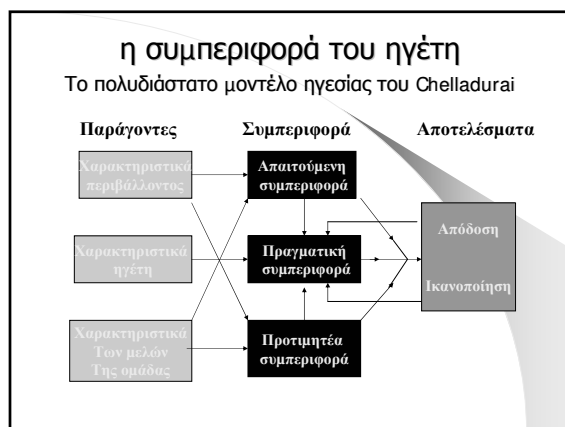 η συμπεριφορά του ηγέτη
Το πολυδιάστατο μοντέλο ηγεσίας του Chelladurai
Παράγοντες
Συμπεριφορά
Αποτελέσματα
Χαρακτηριστικά
περιβάλλοντος
Απαιτούμενη
συμπεριφορά
Χαρακτηριστικά
ηγέτη
Πραγματική
συμπεριφορά
Απόδοση
Ικανοποίηση
Χαρακτηριστικά
Των μελών
Της ομάδας
Προτιμητέα
συμπεριφορά